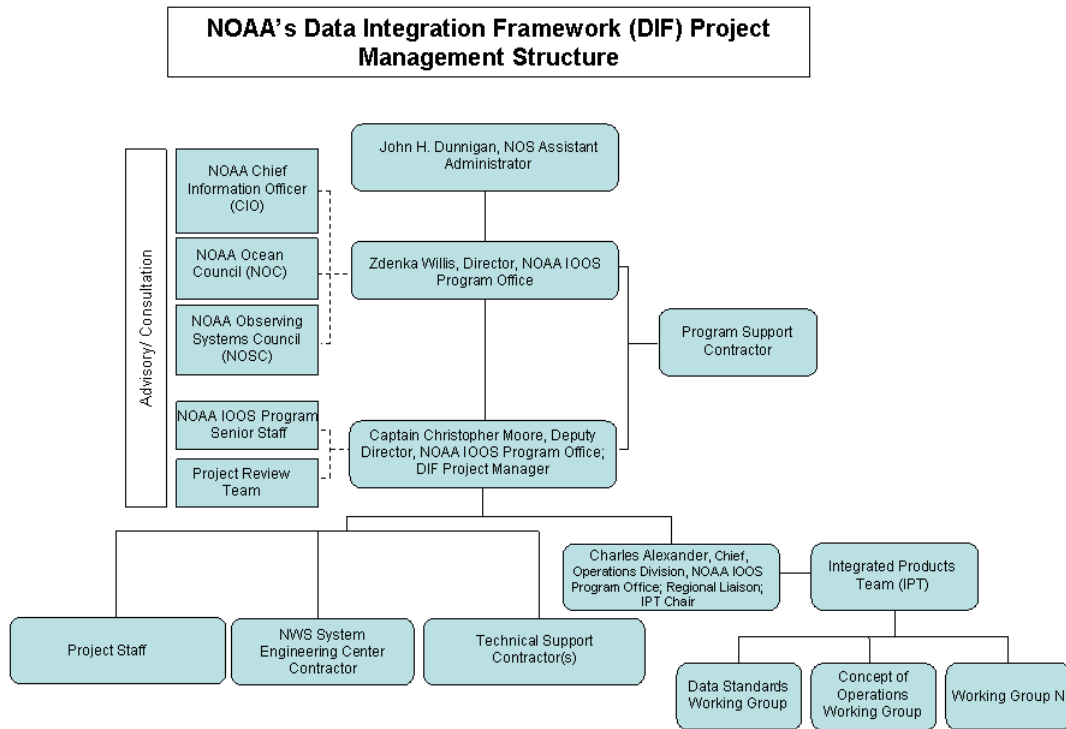 NOAA's Data Integration Framework (DIF) Project
Management Structure
John H. Dunnigan, NOS Assistant
Administrator
Advisory/ Consultation
NOAA Chief
Information Officer
(CIO)
NOAA Ocean
Council (NOC)
NOAA Observing
Systems Council
(NOSC)
Zdenka Willis, Director, NOAA IOOS
Program Office
Program Support
Contractor
NOAA IOOS Program
Senior Staff
Project Review
Team
Captain Christopher Moore, Deputy
Director, NOAA IOOS Program Office;
DIF Project Manager
Charles Alexander, Chief,
Operations Division, NOAA IOOS
Program Office; Regional Liaison;
IPT Chair
Integrated Products
Team (IPT)
Project Staff
NWS System
Engineering Center
Contractor
Technical Support
Contractor(s)
Data Standards
Working Group
Concept of
Operations
Working Group
Working Group N